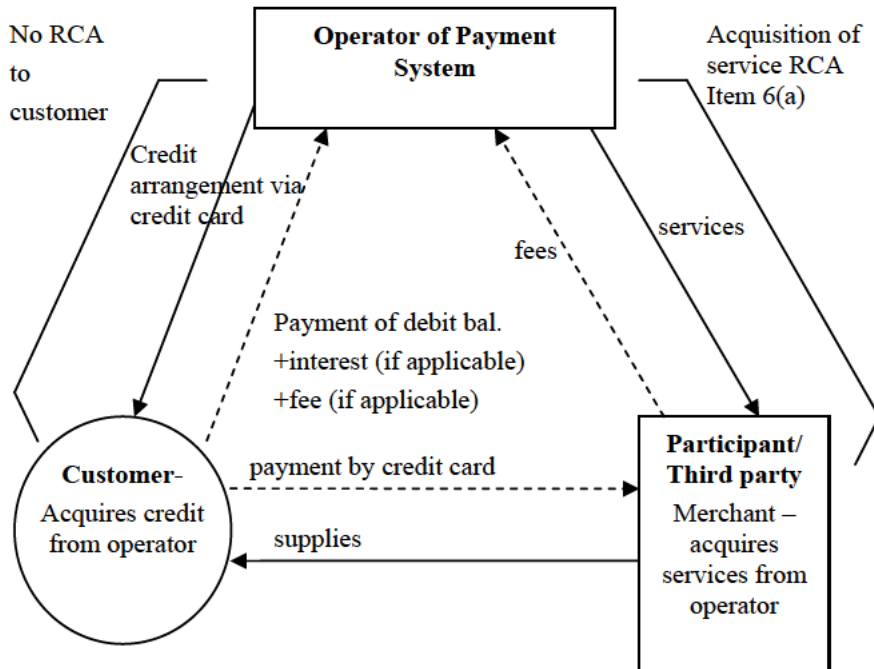 No RCA
to
customer
Operator of Payment
System
Acquisition of
service RCA
Item 6(a)
Credit
arrangement via
credit card
fees
services
Payment of debit bal.
+interest (if applicable)
+fee (if applicable)
Customer-
Acquires credit
from operator
payment by credit card
supplies
Participant/
Third party
Merchant –
acquires
services from
operator